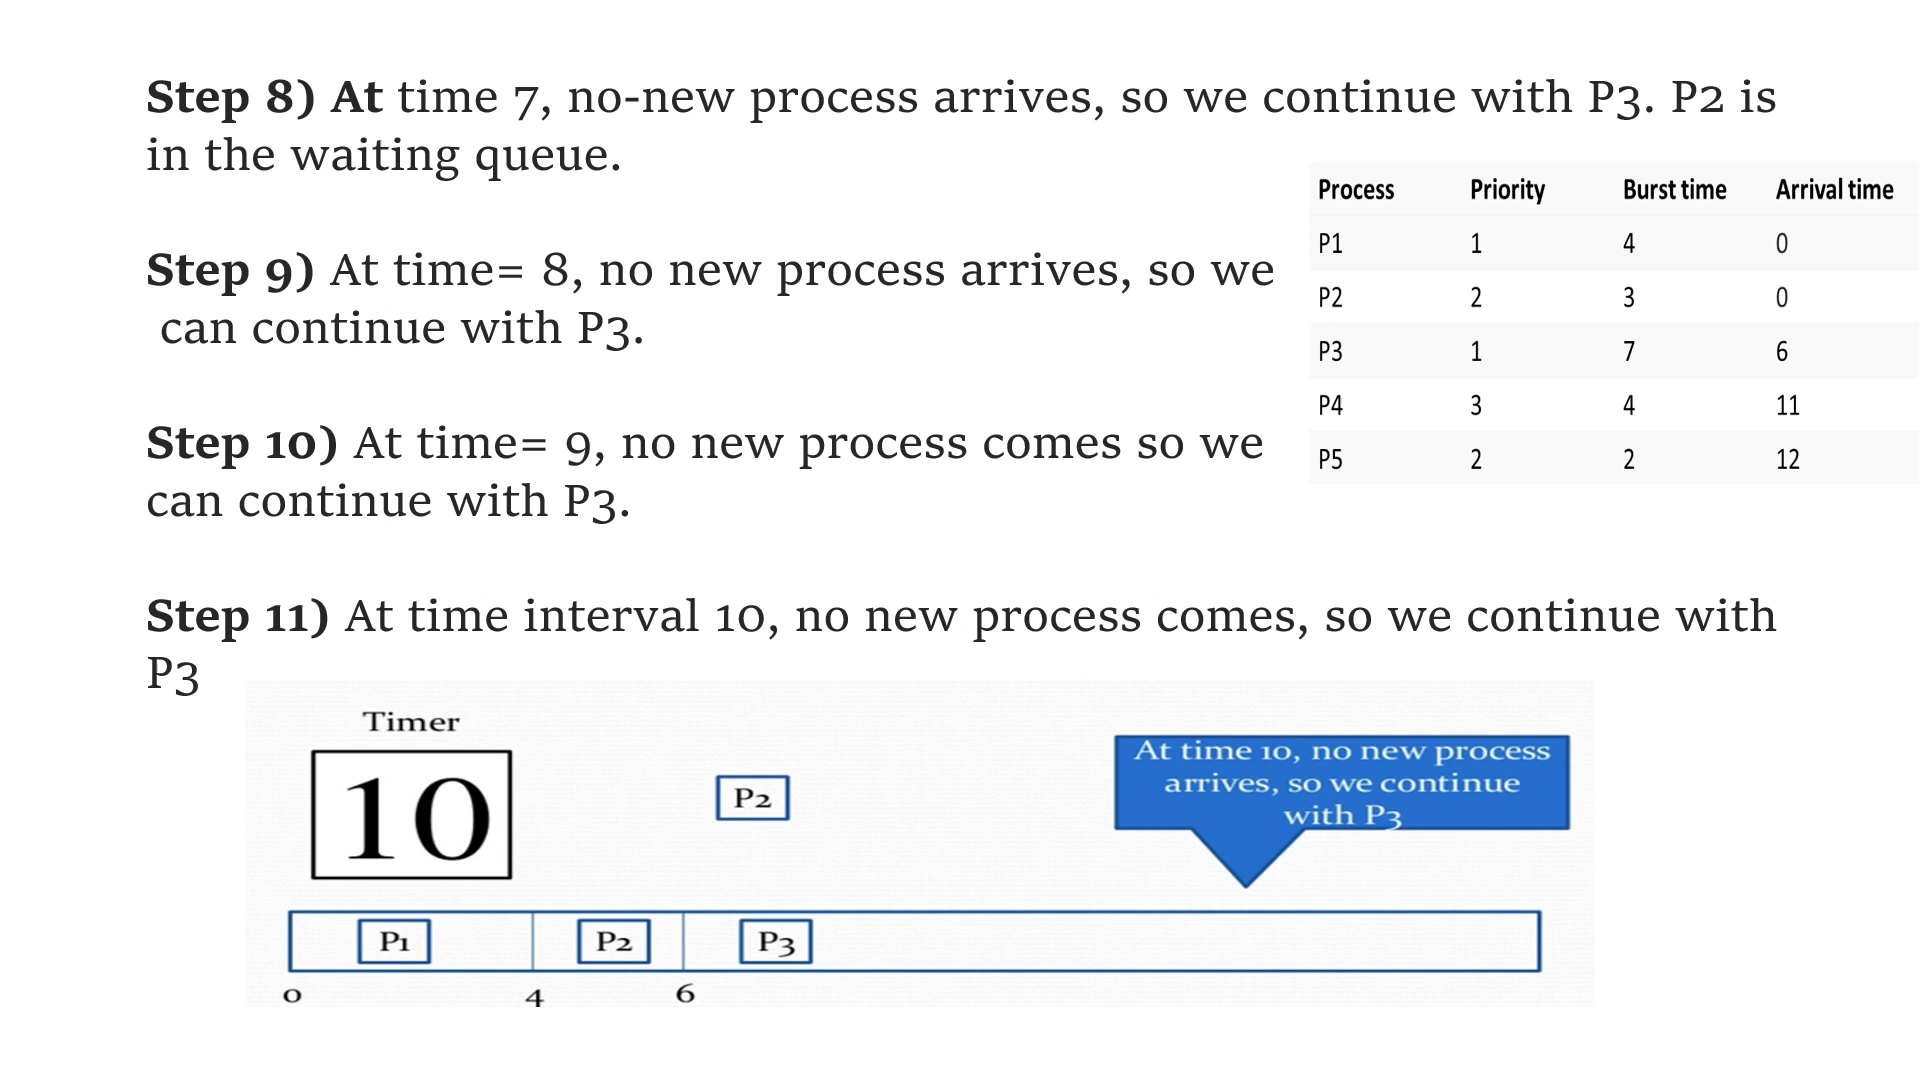 Step 8) At time 7, no-new process arrives, so we continue with P3. P2 is
in the waiting queue.
Step 9) At time= 8, no new process arrives, so we
can continue with P3.
Step 10) At time= 9, no new process comes so we
can continue with P3.
Process Priority Burst time Arrival time
P1 1 4 0
P2 2 3 0
P3 1 7 6
P4 3 4 11
P5 2 2 12
Step 11) At time interval 10, no new process comes, so we continue with
P3
Timer
10
P2
At time 10, no new process
arrives, so we continue
with P3
P1 P2 P3
0 4 6